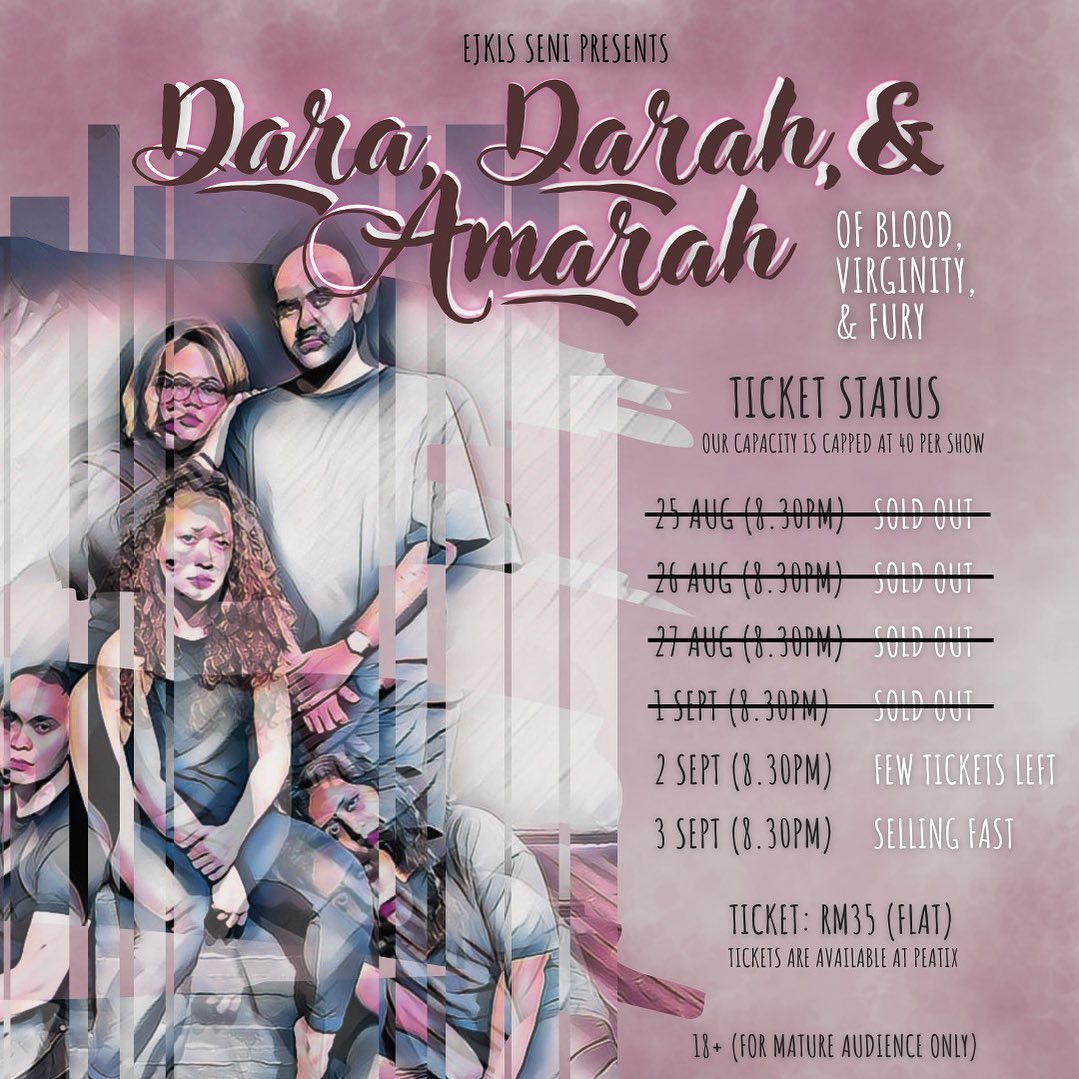 EJKLS SENI PRESENTS
Dara, Darah, &
Amarah
OF BLOOD,
VIRGINITY,
& FURY
TICKET STATUS
OUR CAPACITY IS CAPPED AT 40 PER SHOW
25 AUG (8.30PM) SOLD OUT
26 AUG (8.30PM) SOLD OUT
27 AUG (8.30PM) SOLD OUT
1 SEPT (8.30PM) SOLD OUT
2 SEPT (8.30PM) FEW TICKETS LEFT
3 SEPT (8.30PM) SELLING FAST
TICKET: RM35 (FLAT)
TICKETS ARE AVAILABLE AT PEATIX
18+ (FOR MATURE AUDIENCE ONLY)